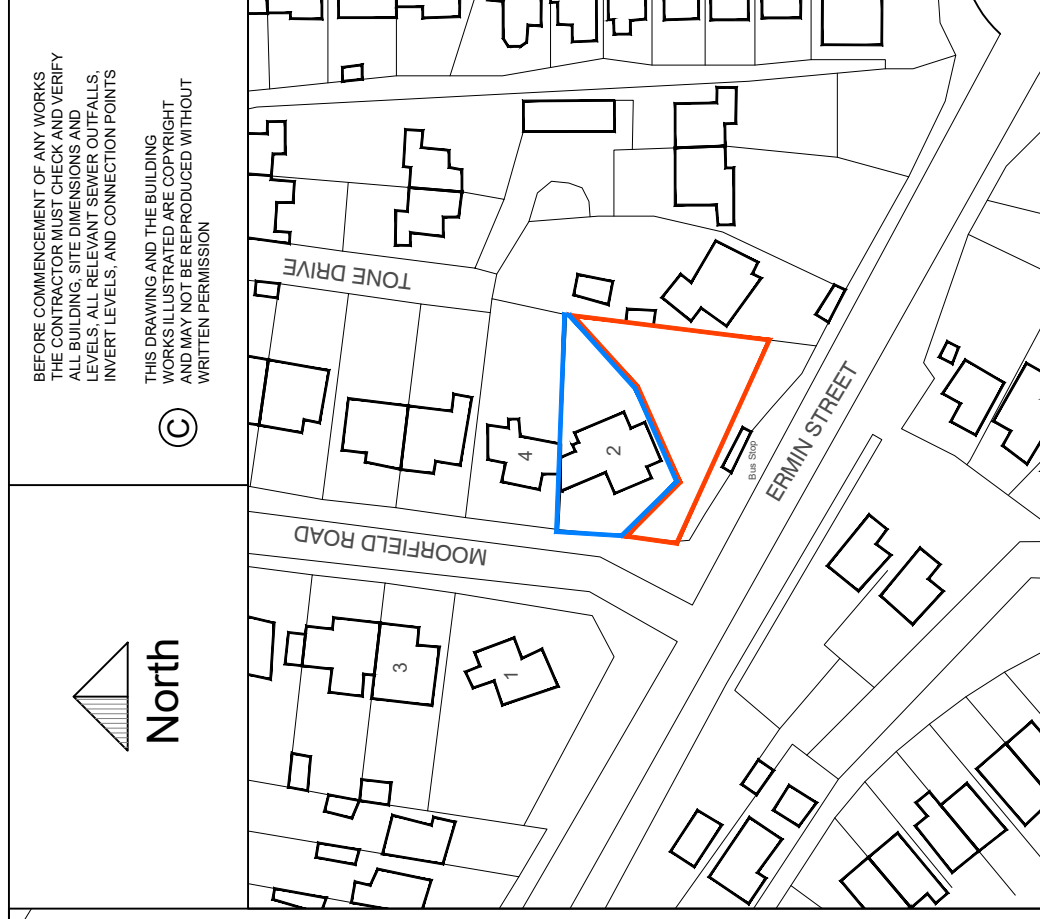 BEFORE COMMENCEMENT OF ANY WORKS
THE CONTRACTOR MUST CHECK AND VERIFY
ALL BUILDING, SITE DIMENSIONS AND
LEVELS, ALL RELEVANT SEWER OUTFALLS,
INVERT LEVELS, AND CONNECTION POINTS
THIS DRAWING AND THE BUILDING
WORKS ILLUSTRATED ARE COPYRIGHT
AND MAY NOT BE REPRODUCED WITHOUT
WRITTEN PERMISSION
©
North
TONE DRIVE
MOORFIELD ROAD
ERMIN STREET
Bus Stop
4
2
3
1